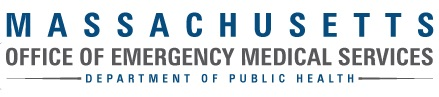 MASSACHUSETTS
OFFICE OF EMERGENCY MEDICAL SERVICES
DEPARTMENT OF PUBLIC HEALTH